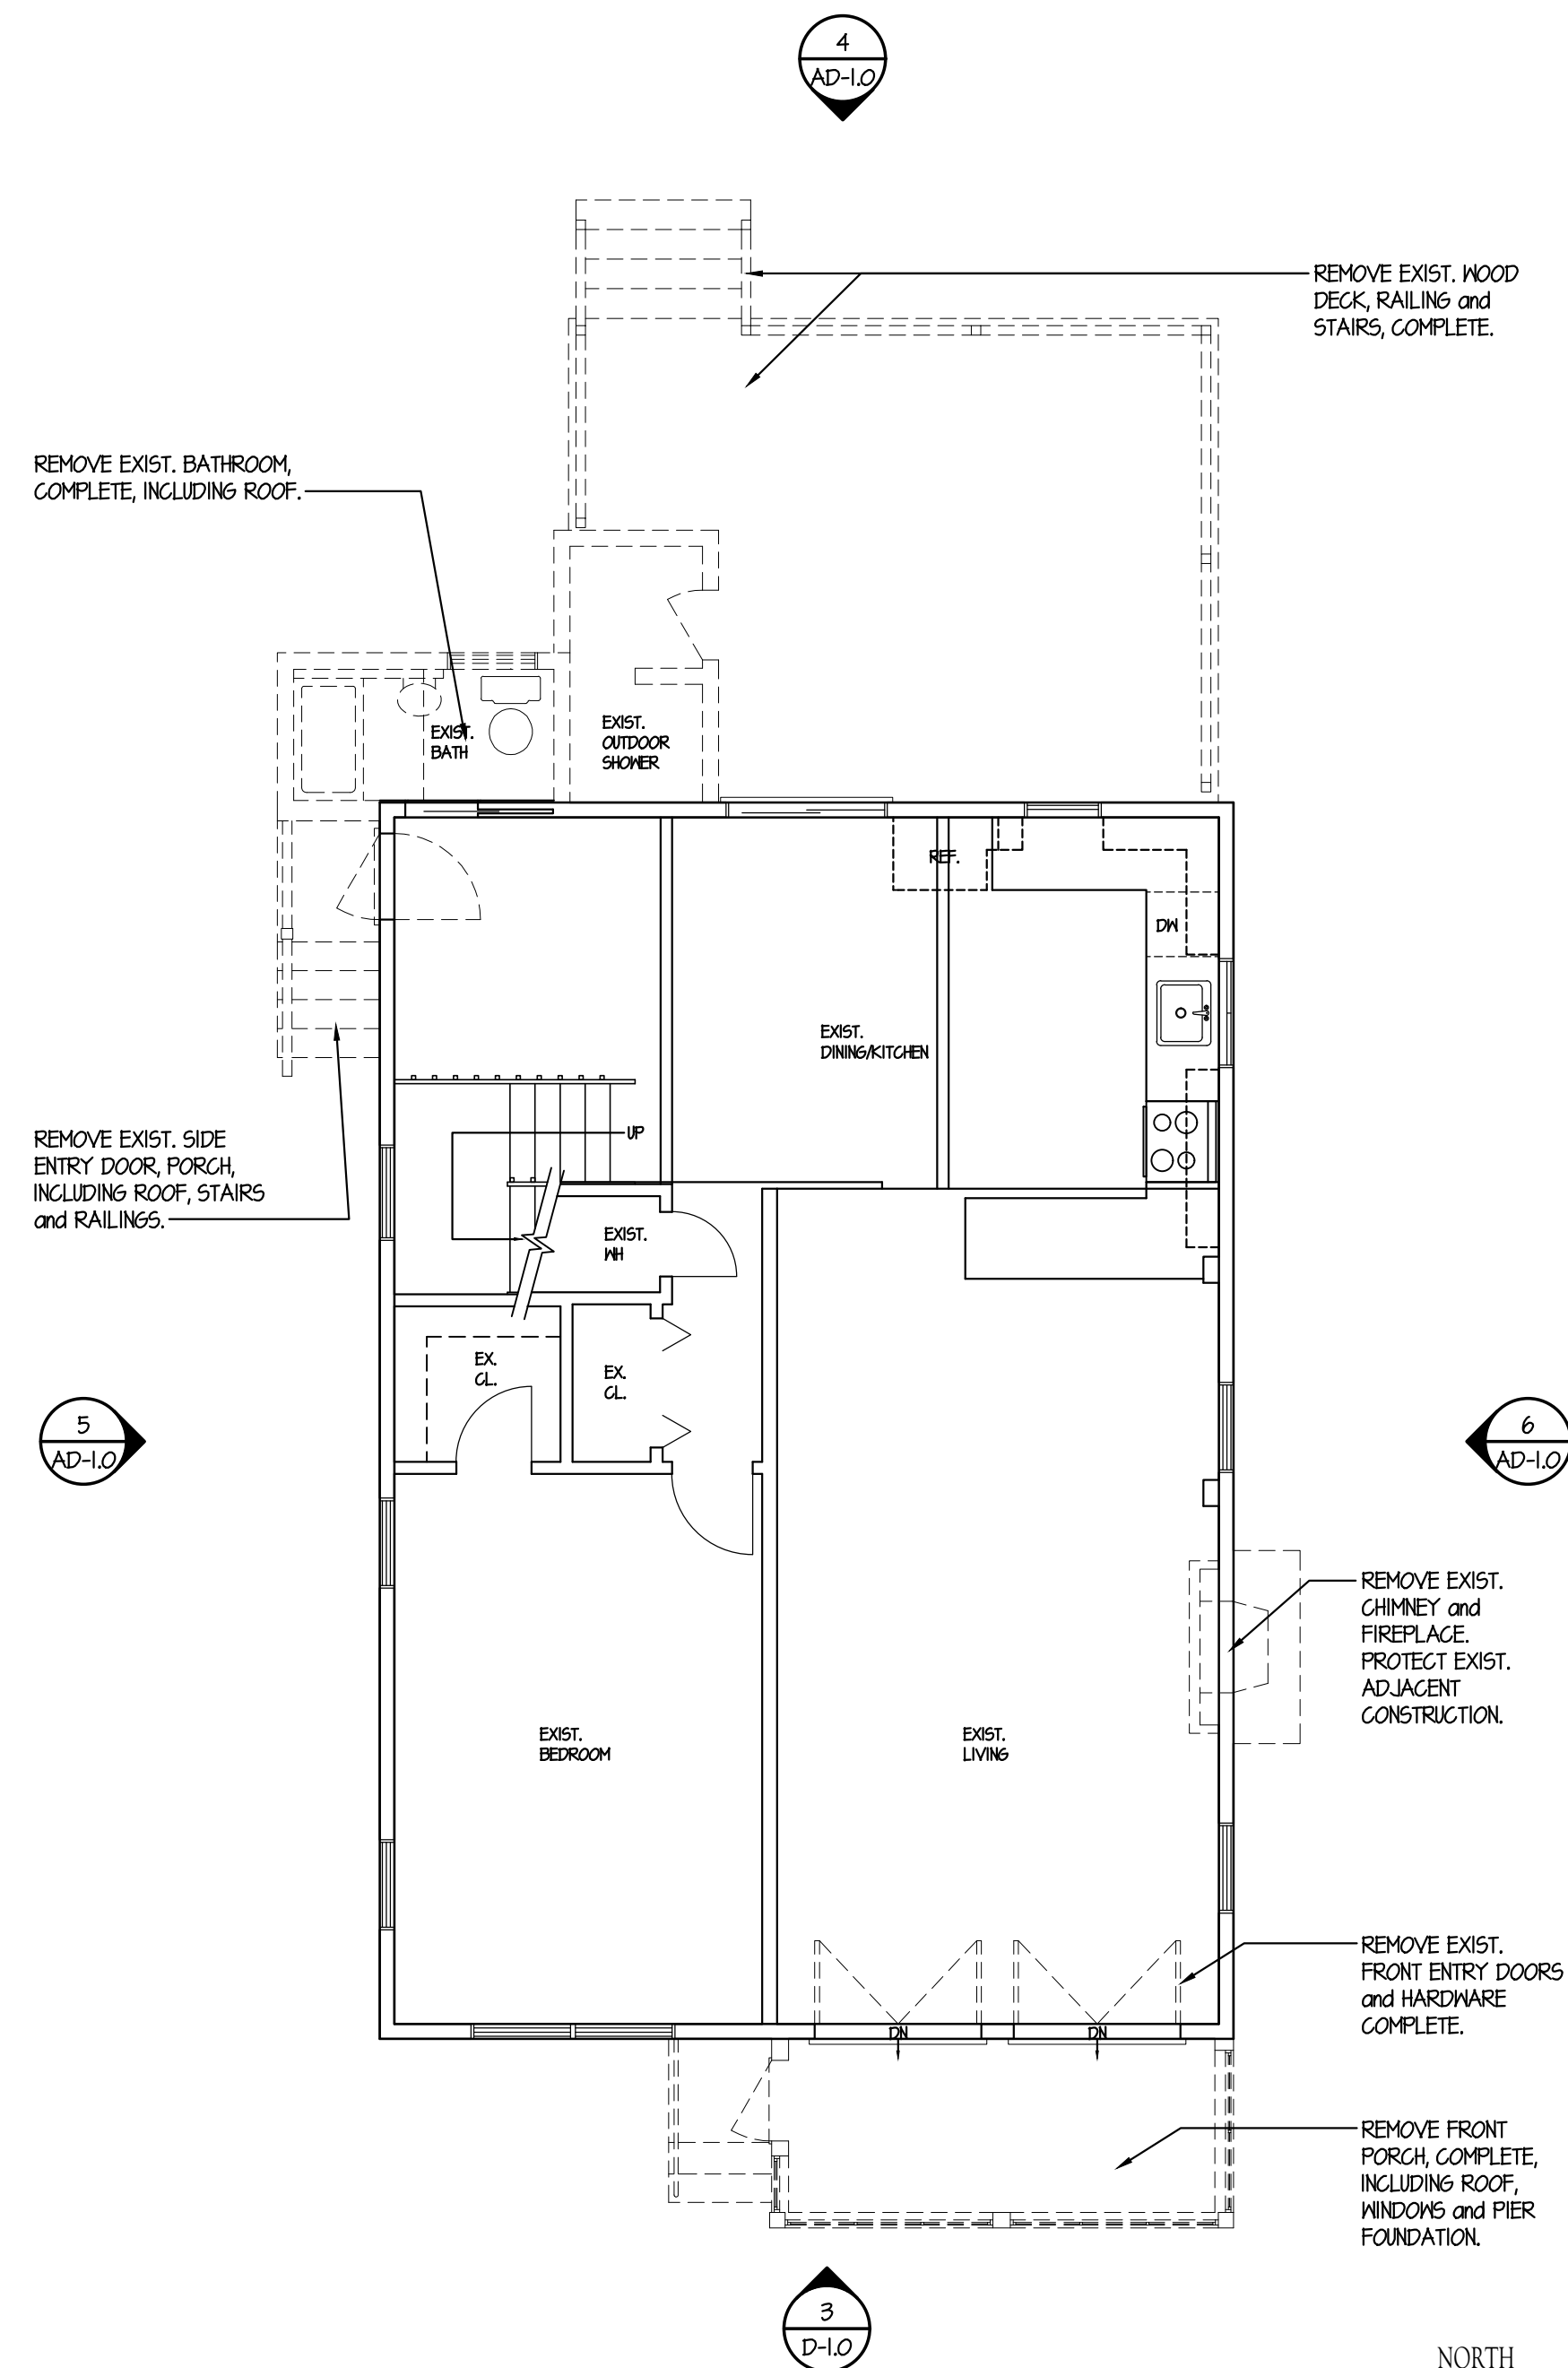 4
AD-1.0
REMOVE EXIST. WOOD
DECK, RAILING and
STAIRS, COMPLETE.
REMOVE EXIST. BATHROOM,
COMPLETE, INCLUDING ROOF.
EXIST.
BATH
EXIST.
OUTDOOR
SHOWER
REF.
DW
EXIST.
DINING/KITCHEN
UP
REMOVE EXIST. SIDE
ENTRY DOOR, PORCH,
INCLUDING ROOF, STAIRS
and RAILINGS.
EXIST.
WH
EX.
CL.
EX.
CL.
5
AD-1.0
6
AD-1.0
REMOVE EXIST.
CHIMNEY and
FIREPLACE.
PROTECT EXIST.
ADJACENT
CONSTRUCTION.
EXIST.
BEDROOM
EXIST.
LIVING
REMOVE EXIST.
FRONT ENTRY DOORS
and HARDWARE
COMPLETE.
DN
DN
REMOVE FRONT
PORCH, COMPLETE,
INCLUDING ROOF,
WINDOWS and PIER
FOUNDATION.
3
D-1.0
NORTH